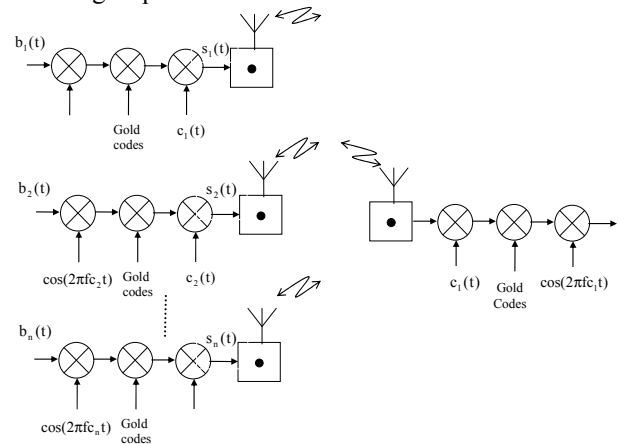 b₁(t)
s₁(t)
Gold
codes
c₁(t)
b₂(t)
s₂(t)
cos(2πfc₂t)
Gold
codes
c₂(t)
c₁(t)
Gold
Codes
cos(2πfc₁t)
bₙ(t)
sₙ(t)
cos(2πfcₙt)
Gold
codes